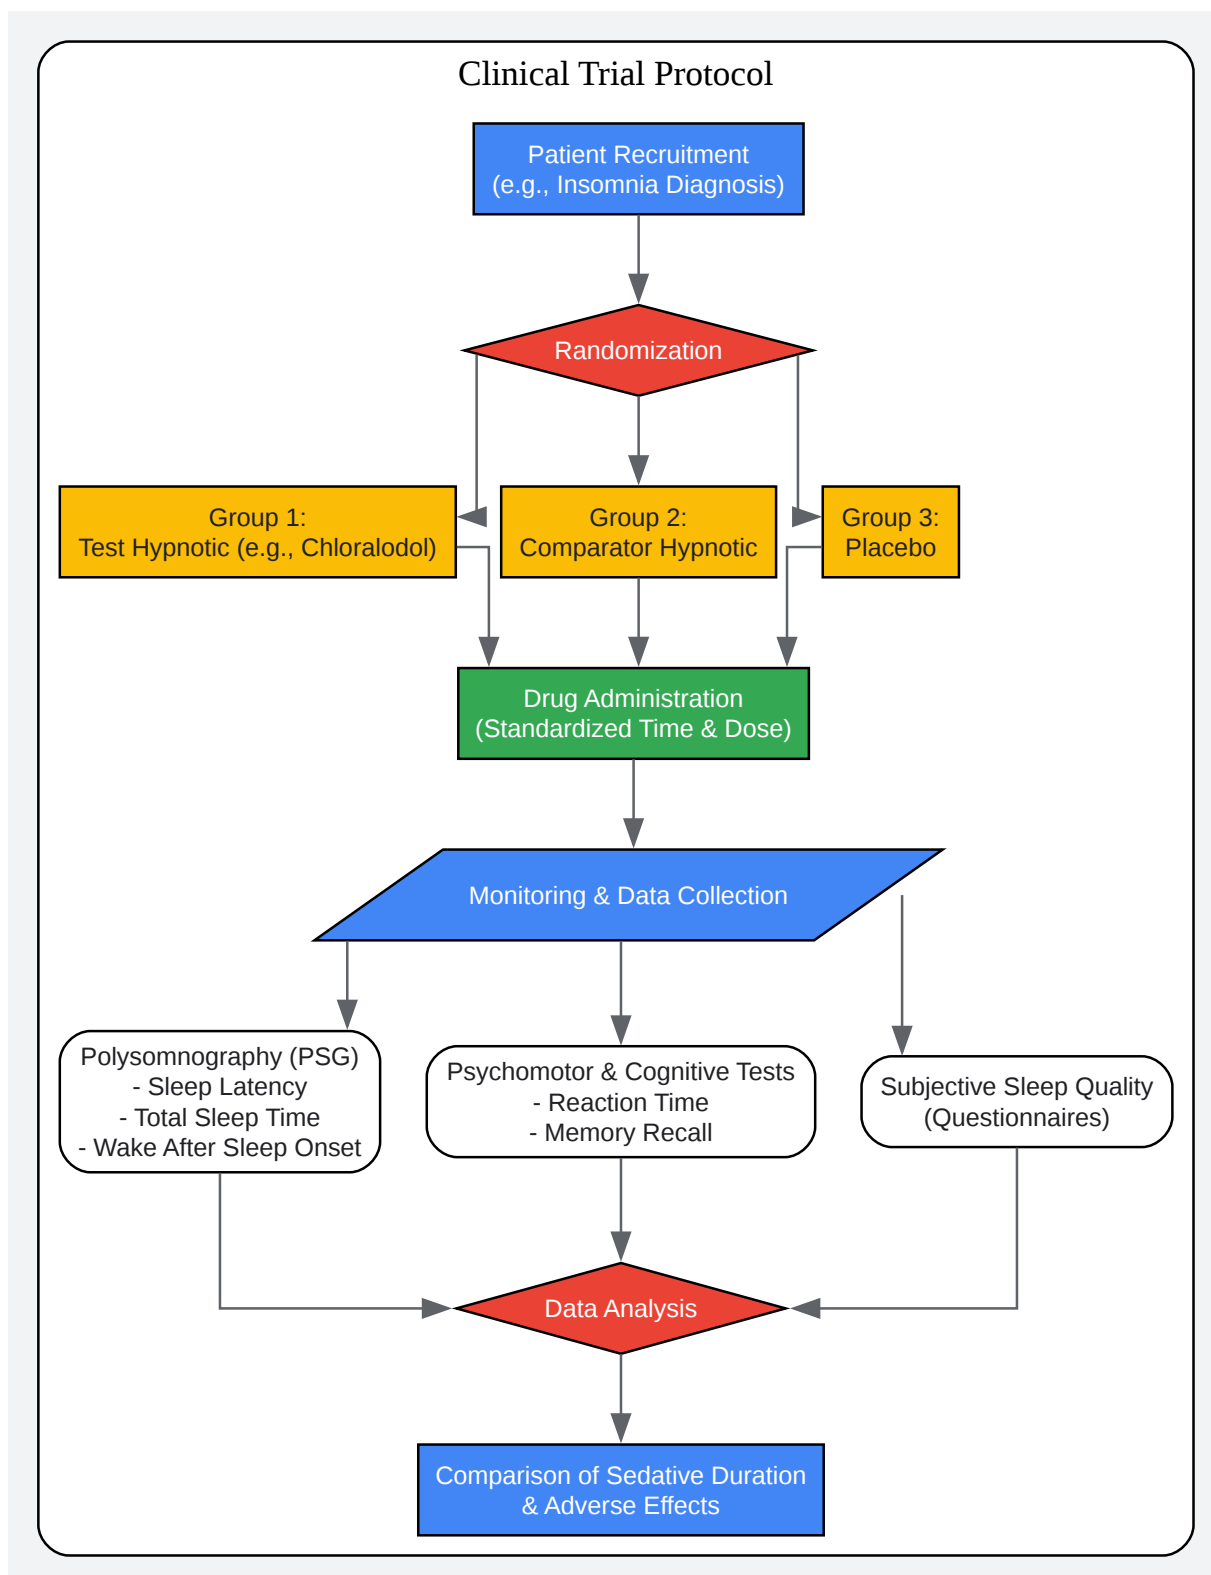 Clinical Trial Protocol
Patient Recruitment
(e.g., Insomnia Diagnosis)
Randomization
Group 1:
Test Hypnotic (e.g., Chloralodol)
Group 2:
Comparator Hypnotic
Group 3:
Placebo
Drug Administration
(Standardized Time & Dose)
Monitoring & Data Collection
Polysomnography (PSG)
- Sleep Latency
- Total Sleep Time
- Wake After Sleep Onset
Psychomotor & Cognitive Tests
- Reaction Time
- Memory Recall
Subjective Sleep Quality
(Questionnaires)
Data Analysis
Comparison of Sedative Duration
& Adverse Effects